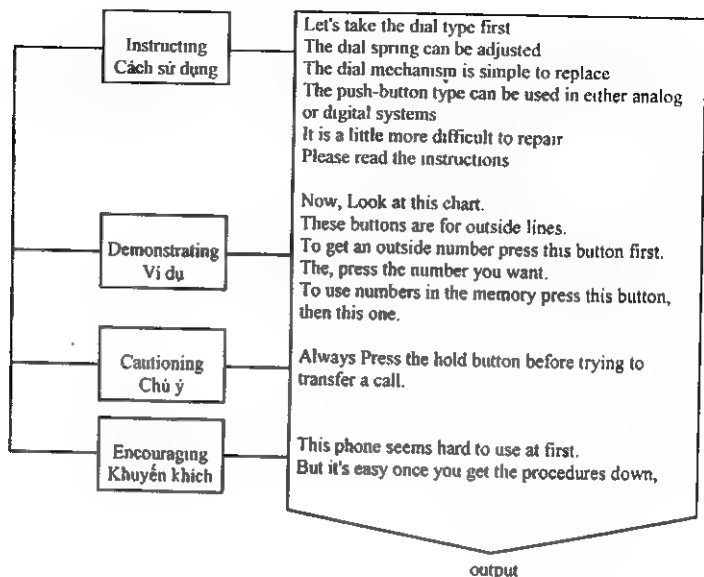 Instructing
Cách sử dụng
Let's take the dial type first
The dial spring can be adjusted
The dial mechanism is simple to replace
The push-button type can be used in either analog
or digital systems
It is a little more difficult to repair
Please read the instructions
Demonstrating
Ví dụ
Now, Look at this chart.
These buttons are for outside lines.
To get an outside number press this button first.
The, press the number you want.
To use numbers in the memory press this button,
then this one.
Cautioning
Chú ý
Always Press the hold button before trying to
transfer a call.
Encouraging
Khuyến khích
This phone seems hard to use at first.
But it's easy once you get the procedures down,
output